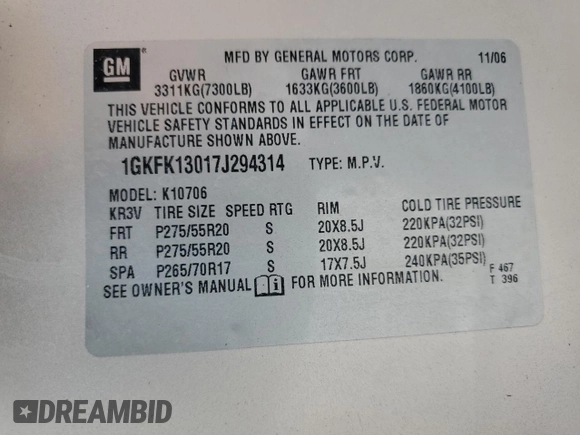 GM
MFD BY GENERAL MOTORS CORP. 11/06
GVWR GAWR FRT GAWR RR
3311KG(7300LB) 1633KG(3600LB) 1860KG(4100LB)
THIS VEHICLE CONFORMS TO ALL APPLICABLE U.S. FEDERAL MOTOR
VEHICLE SAFETY STANDARDS IN EFFECT ON THE DATE OF
MANUFACTURE SHOWN ABOVE.
1GKFK13017J294314 TYPE: M.P.V.
MODEL: K10706
KR3V TIRE SIZE SPEED RTG RIM COLD TIRE PRESSURE
FRT P275/55R20 S 20X8.5J 220KPA(32PSI)
RR P275/55R20 S 20X8.5J 220KPA(32PSI)
SPA P265/70R17 S 17X7.5J 240KPA(35PSI)
F 467
T 396
SEE OWNER'S MANUAL FOR MORE INFORMATION.
DREAMBID